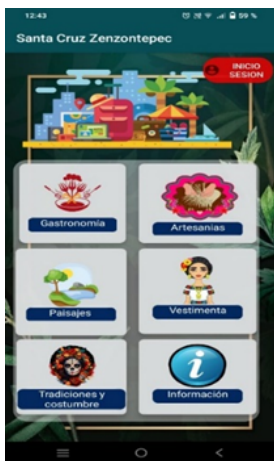 12:43
59 %
Santa Cruz Zenzontepec
INICIO
SESION
Gastronomía
Artesanias
Paisajes
Vestimenta
Tradiciones y
costumbre
Información